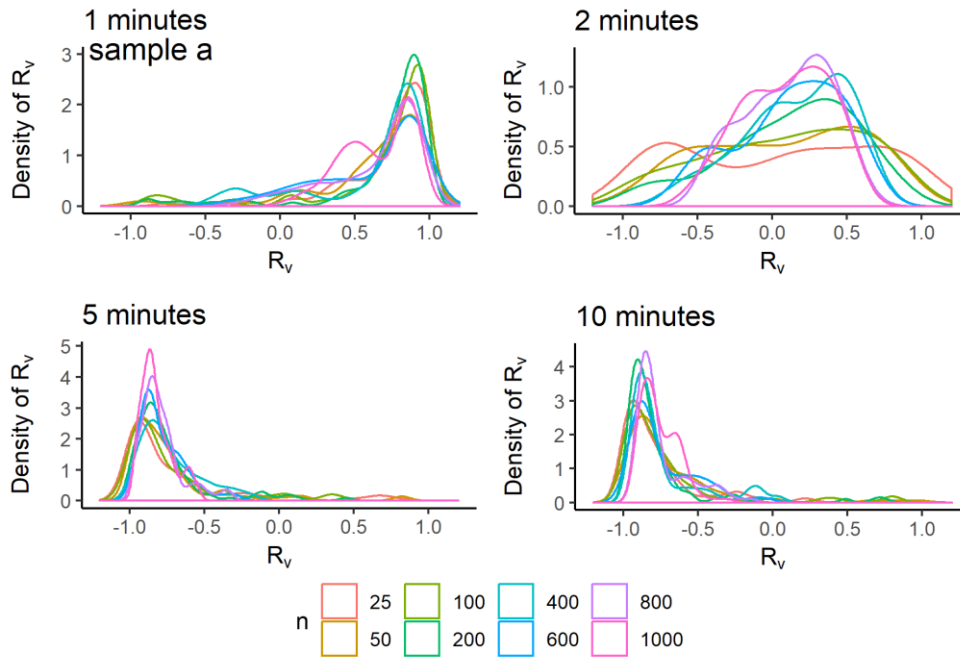 1 minutes
sample a
Density of Rv
3
2
1
0
-1.0 -0.5 0.0 0.5 1.0
Rv
2 minutes
Density of Rv
1.0
0.5
0.0
-1.0 -0.5 0.0 0.5 1.0
Rv
5 minutes
Density of Rv
5
4
3
2
1
0
-1.0 -0.5 0.0 0.5 1.0
Rv
10 minutes
Density of Rv
4
3
2
1
0
-1.0 -0.5 0.0 0.5 1.0
Rv
n
25 100 400 800
50 200 600 1000